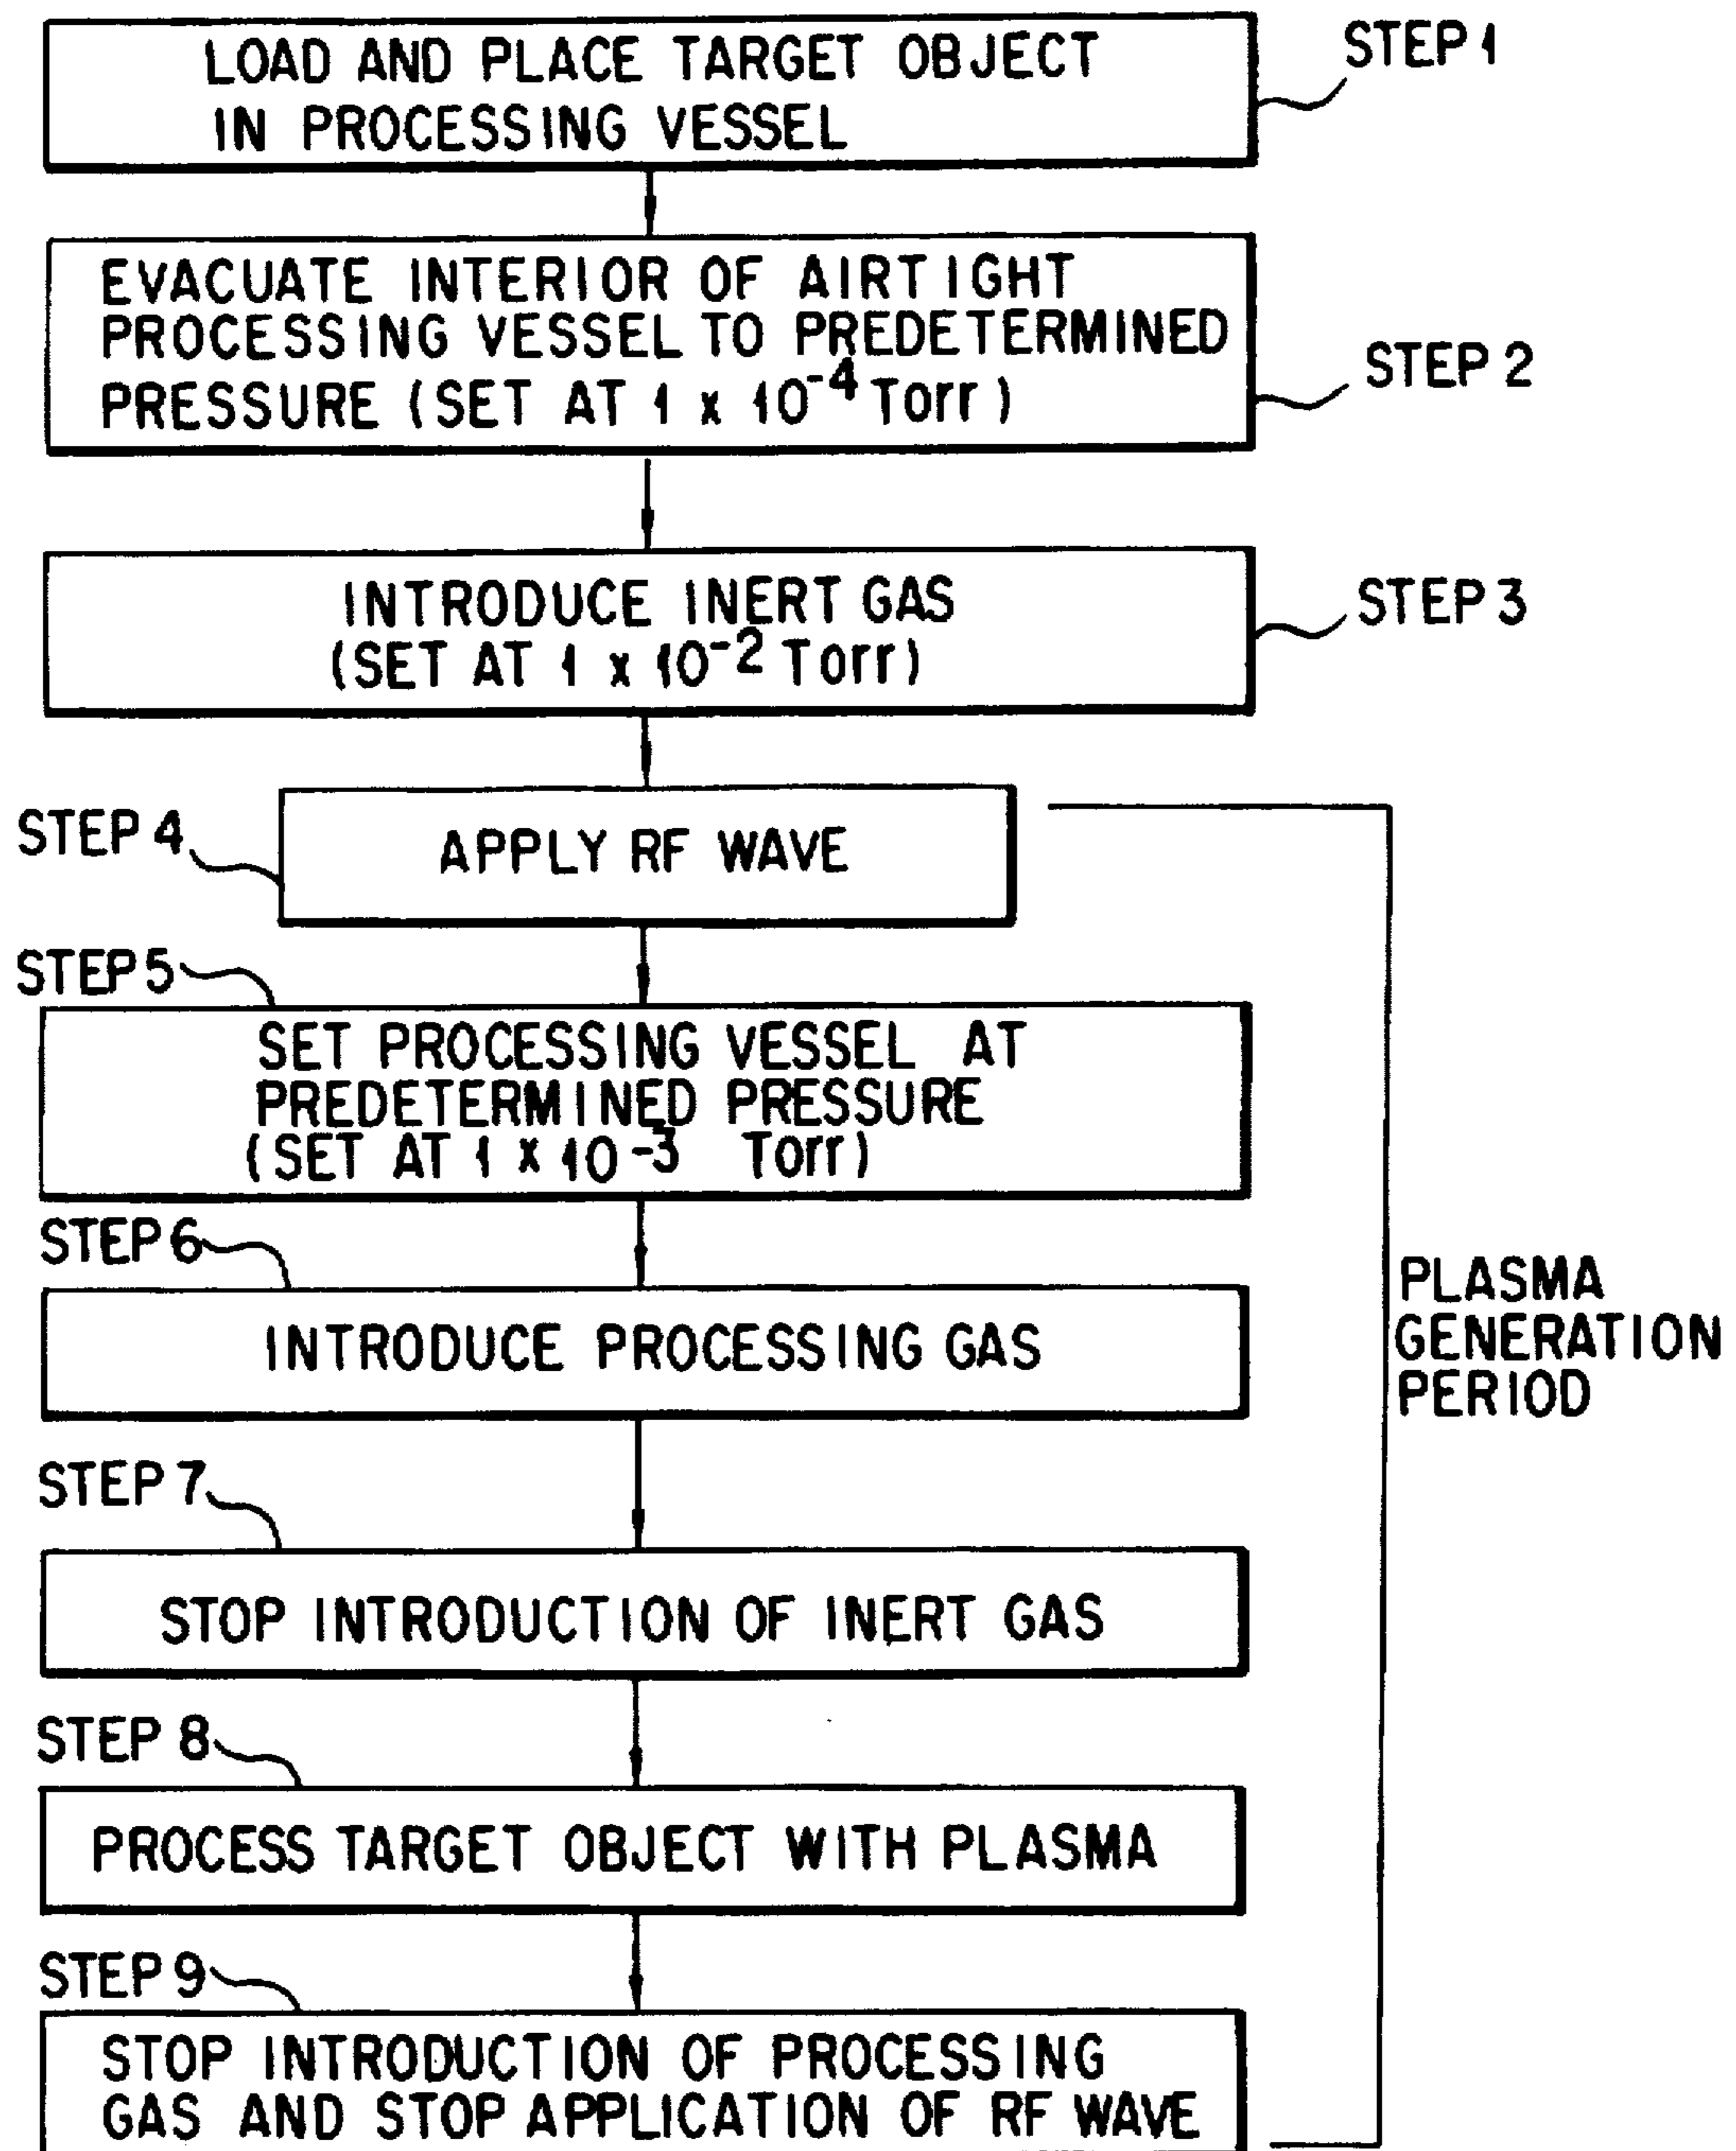 LOAD AND PLACE TARGET OBJECT
IN PROCESSING VESSEL
STEP 1
EVACUATE INTERIOR OF AIRTIGHT
PROCESSING VESSEL TO PREDETERMINED
PRESSURE (SET AT 1 x 10⁻⁴ Torr)
STEP 2
INTRODUCE INERT GAS
(SET AT 1 x 10⁻² Torr)
STEP 3
STEP 4
APPLY RF WAVE
STEP 5
SET PROCESSING VESSEL AT
PREDETERMINED PRESSURE
(SET AT 1 x 10⁻³ Torr)
STEP 6
INTRODUCE PROCESSING GAS
PLASMA
GENERATION
PERIOD
STEP 7
STOP INTRODUCTION OF INERT GAS
STEP 8
PROCESS TARGET OBJECT WITH PLASMA
STEP 9
STOP INTRODUCTION OF PROCESSING
GAS AND STOP APPLICATION OF RF WAVE